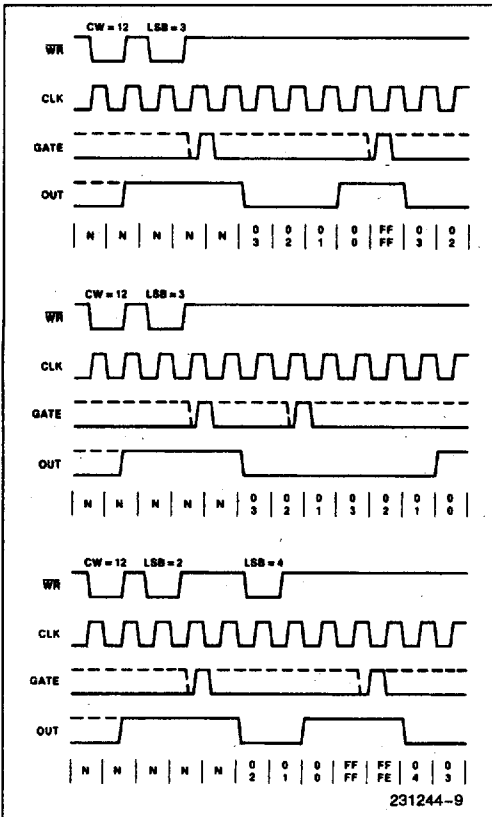 CW = 12 LSB = 3
WR
CLK
GATE
OUT
| N | N | N | N | N | 0 3 | 0 2 | 0 1 | 0 0 | FF FF | 0 3 | 0 2 |
CW = 12 LSB = 3
WR
CLK
GATE
OUT
| N | N | N | N | N | 0 3 | 0 2 | 0 1 | 0 3 | 0 2 | 0 1 | 0 0 |
CW = 12 LSB = 2 LSB = 4
WR
CLK
GATE
OUT
| N | N | N | N | N | 0 2 | 0 1 | 0 0 | FF FF | FF FE | 0 4 | 0 3 |
231244-9